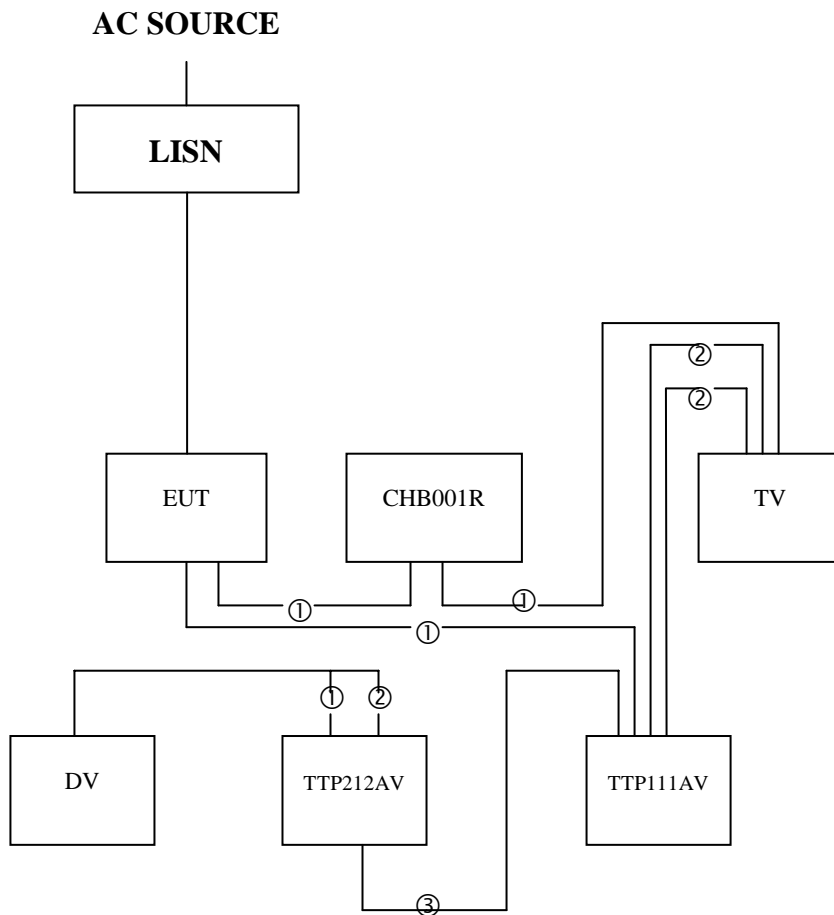 AC SOURCE
LISN
②
②
EUT
CHB001R
TV
①
①
①
①
②
DV
TTP212AV
TTP111AV
③